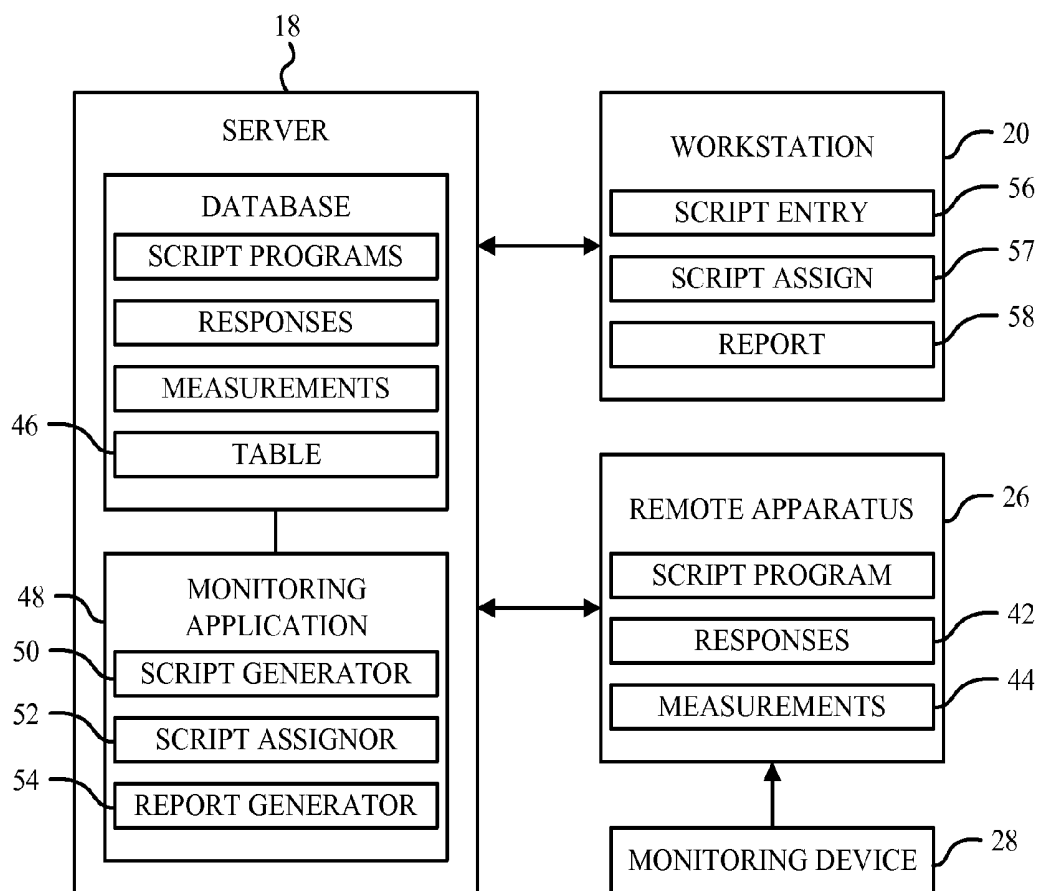 18
SERVER
DATABASE
SCRIPT PROGRAMS
RESPONSES
MEASUREMENTS
46
TABLE
48
MONITORING
APPLICATION
50
SCRIPT GENERATOR
52
SCRIPT ASSIGNOR
54
REPORT GENERATOR
WORKSTATION
20
SCRIPT ENTRY
56
SCRIPT ASSIGN
57
REPORT
58
REMOTE APPARATUS
26
SCRIPT PROGRAM
RESPONSES
42
MEASUREMENTS
44
MONITORING DEVICE
28